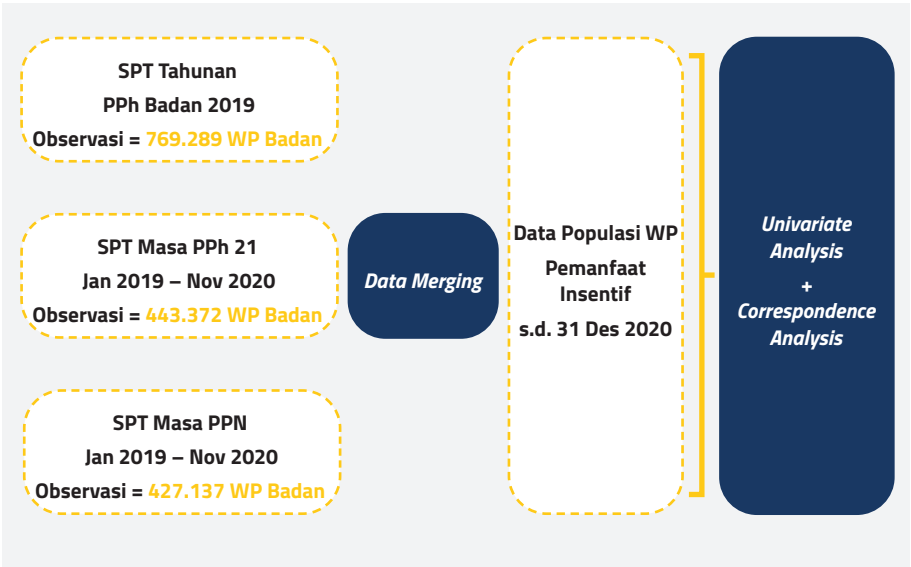 SPT Tahunan
PPh Badan 2019
Observasi = 769.289 WP Badan
SPT Masa PPh 21
Jan 2019 – Nov 2020
Observasi = 443.372 WP Badan
SPT Masa PPN
Jan 2019 – Nov 2020
Observasi = 427.137 WP Badan
Data Merging
Data Populasi WP
Pemanfaat
Insentif
s.d. 31 Des 2020
Univariate
Analysis
+
Correspondence
Analysis